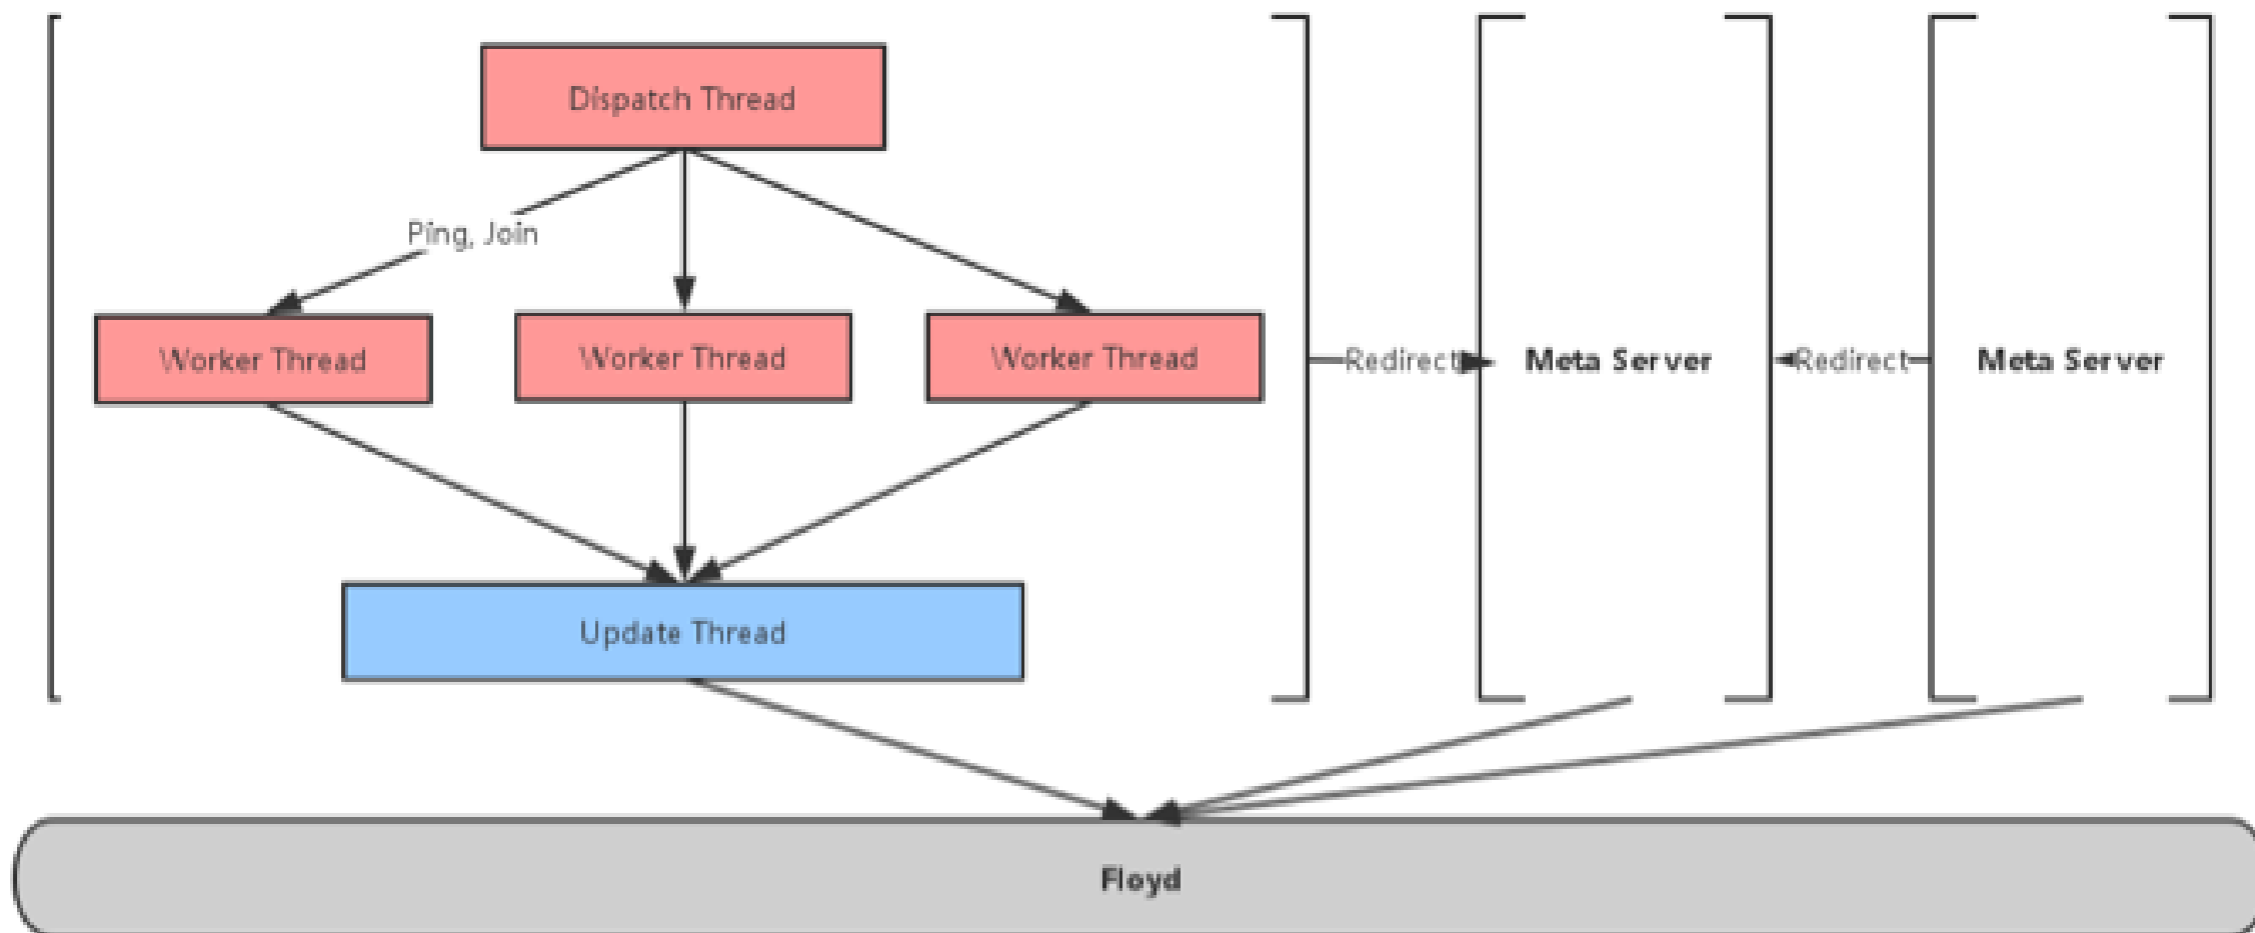 Dispatch Thread
Ping, Join
Worker Thread
Worker Thread
Worker Thread
Redirect
Meta Server
Redirect
Meta Server
Update Thread
Floyd